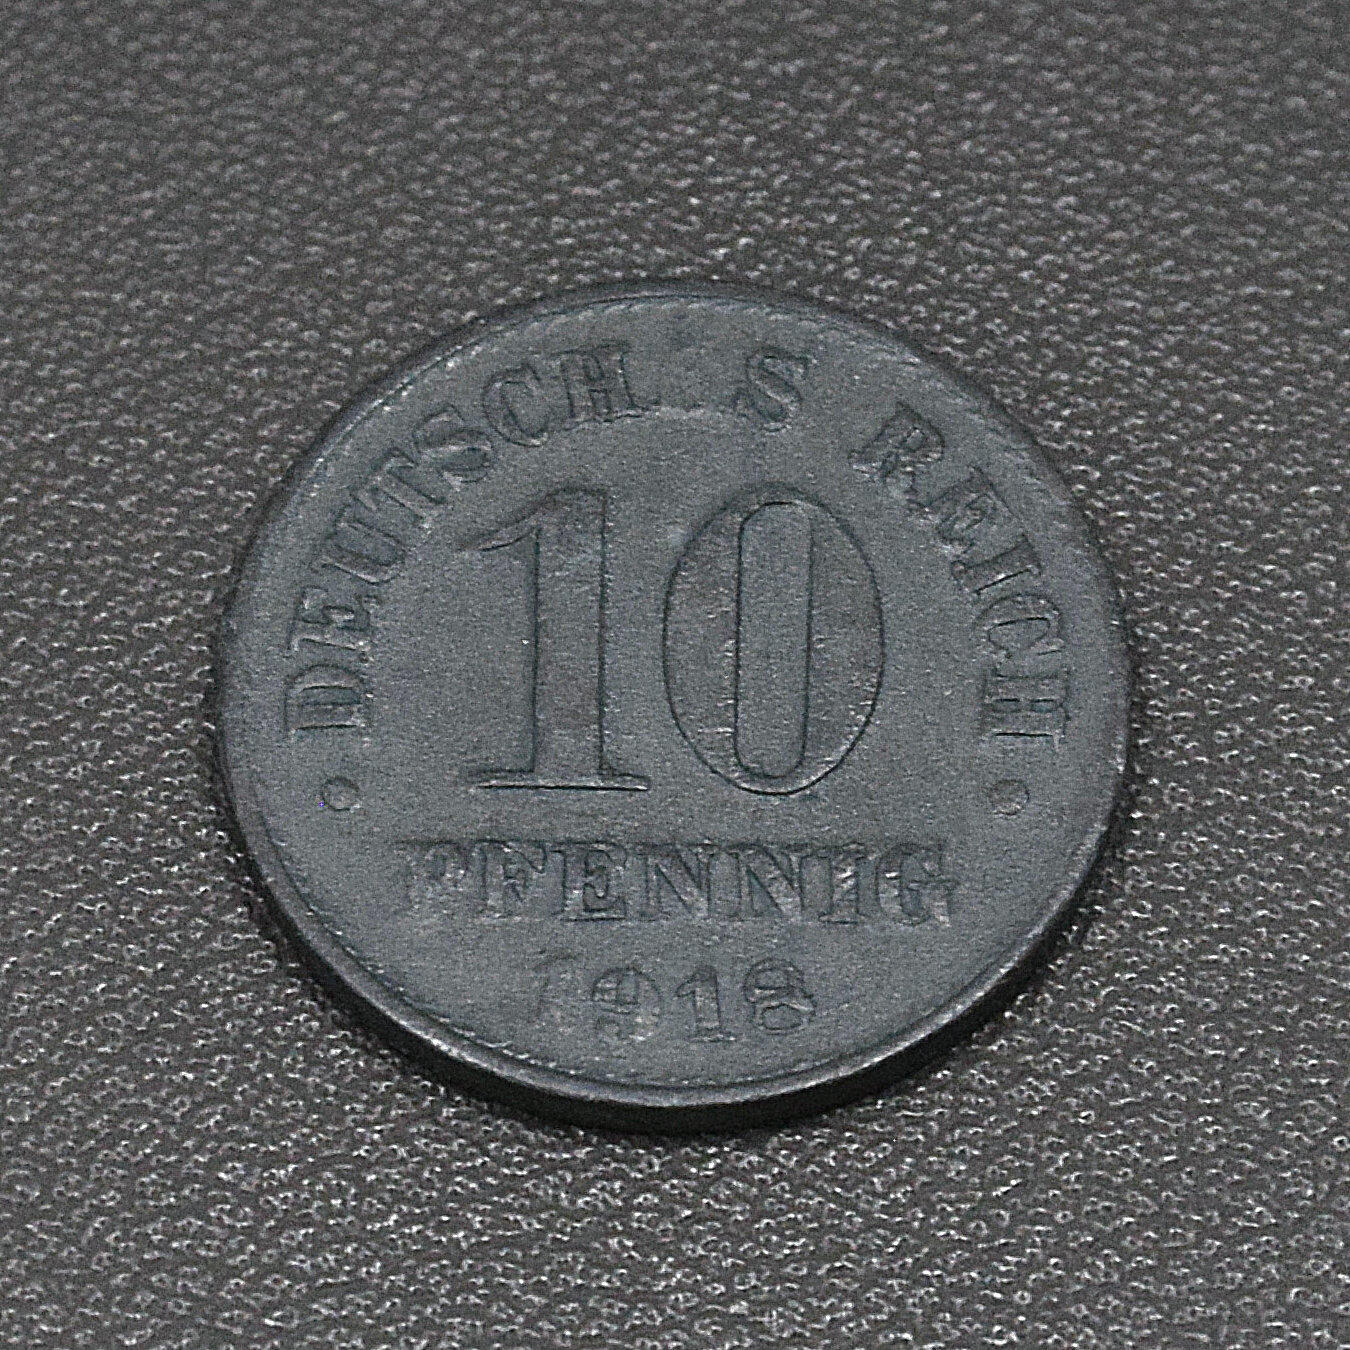 DEUTSCH S REICH
10
PFENNIG
1918